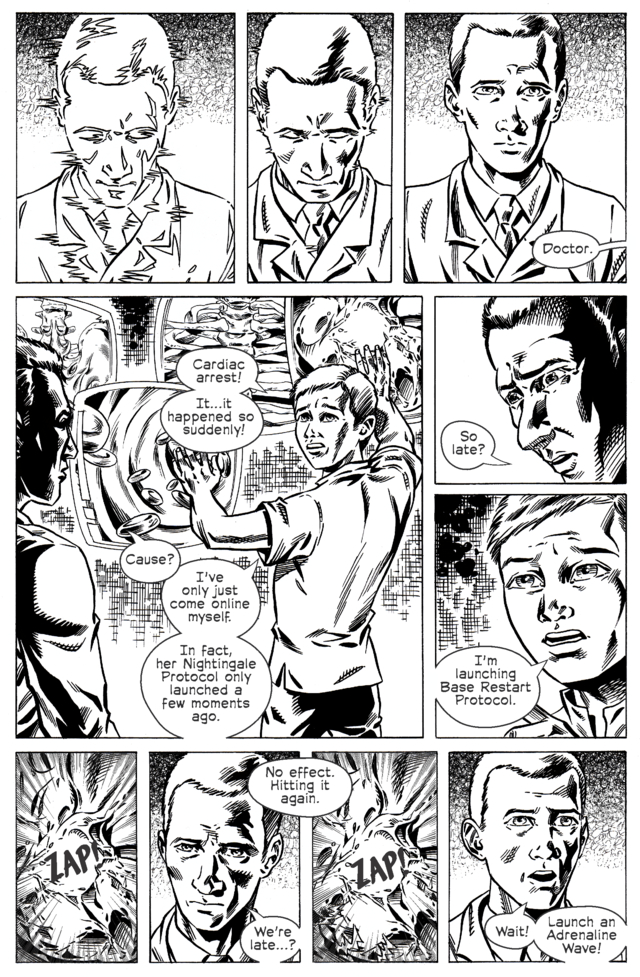 Doctor.
Cardiac
arrest!
It...it
happened so
suddenly!
Cause?
I've
only just
come online
myself.
In fact,
her Nightingale
Protocol only
launched a
few moments
ago.
So
late?
I'm
launching
Base Restart
Protocol.
ZAP!
No effect.
Hitting it
again.
We're
late...?
ZAP!
Wait!
Launch an
Adrenaline
Wave!